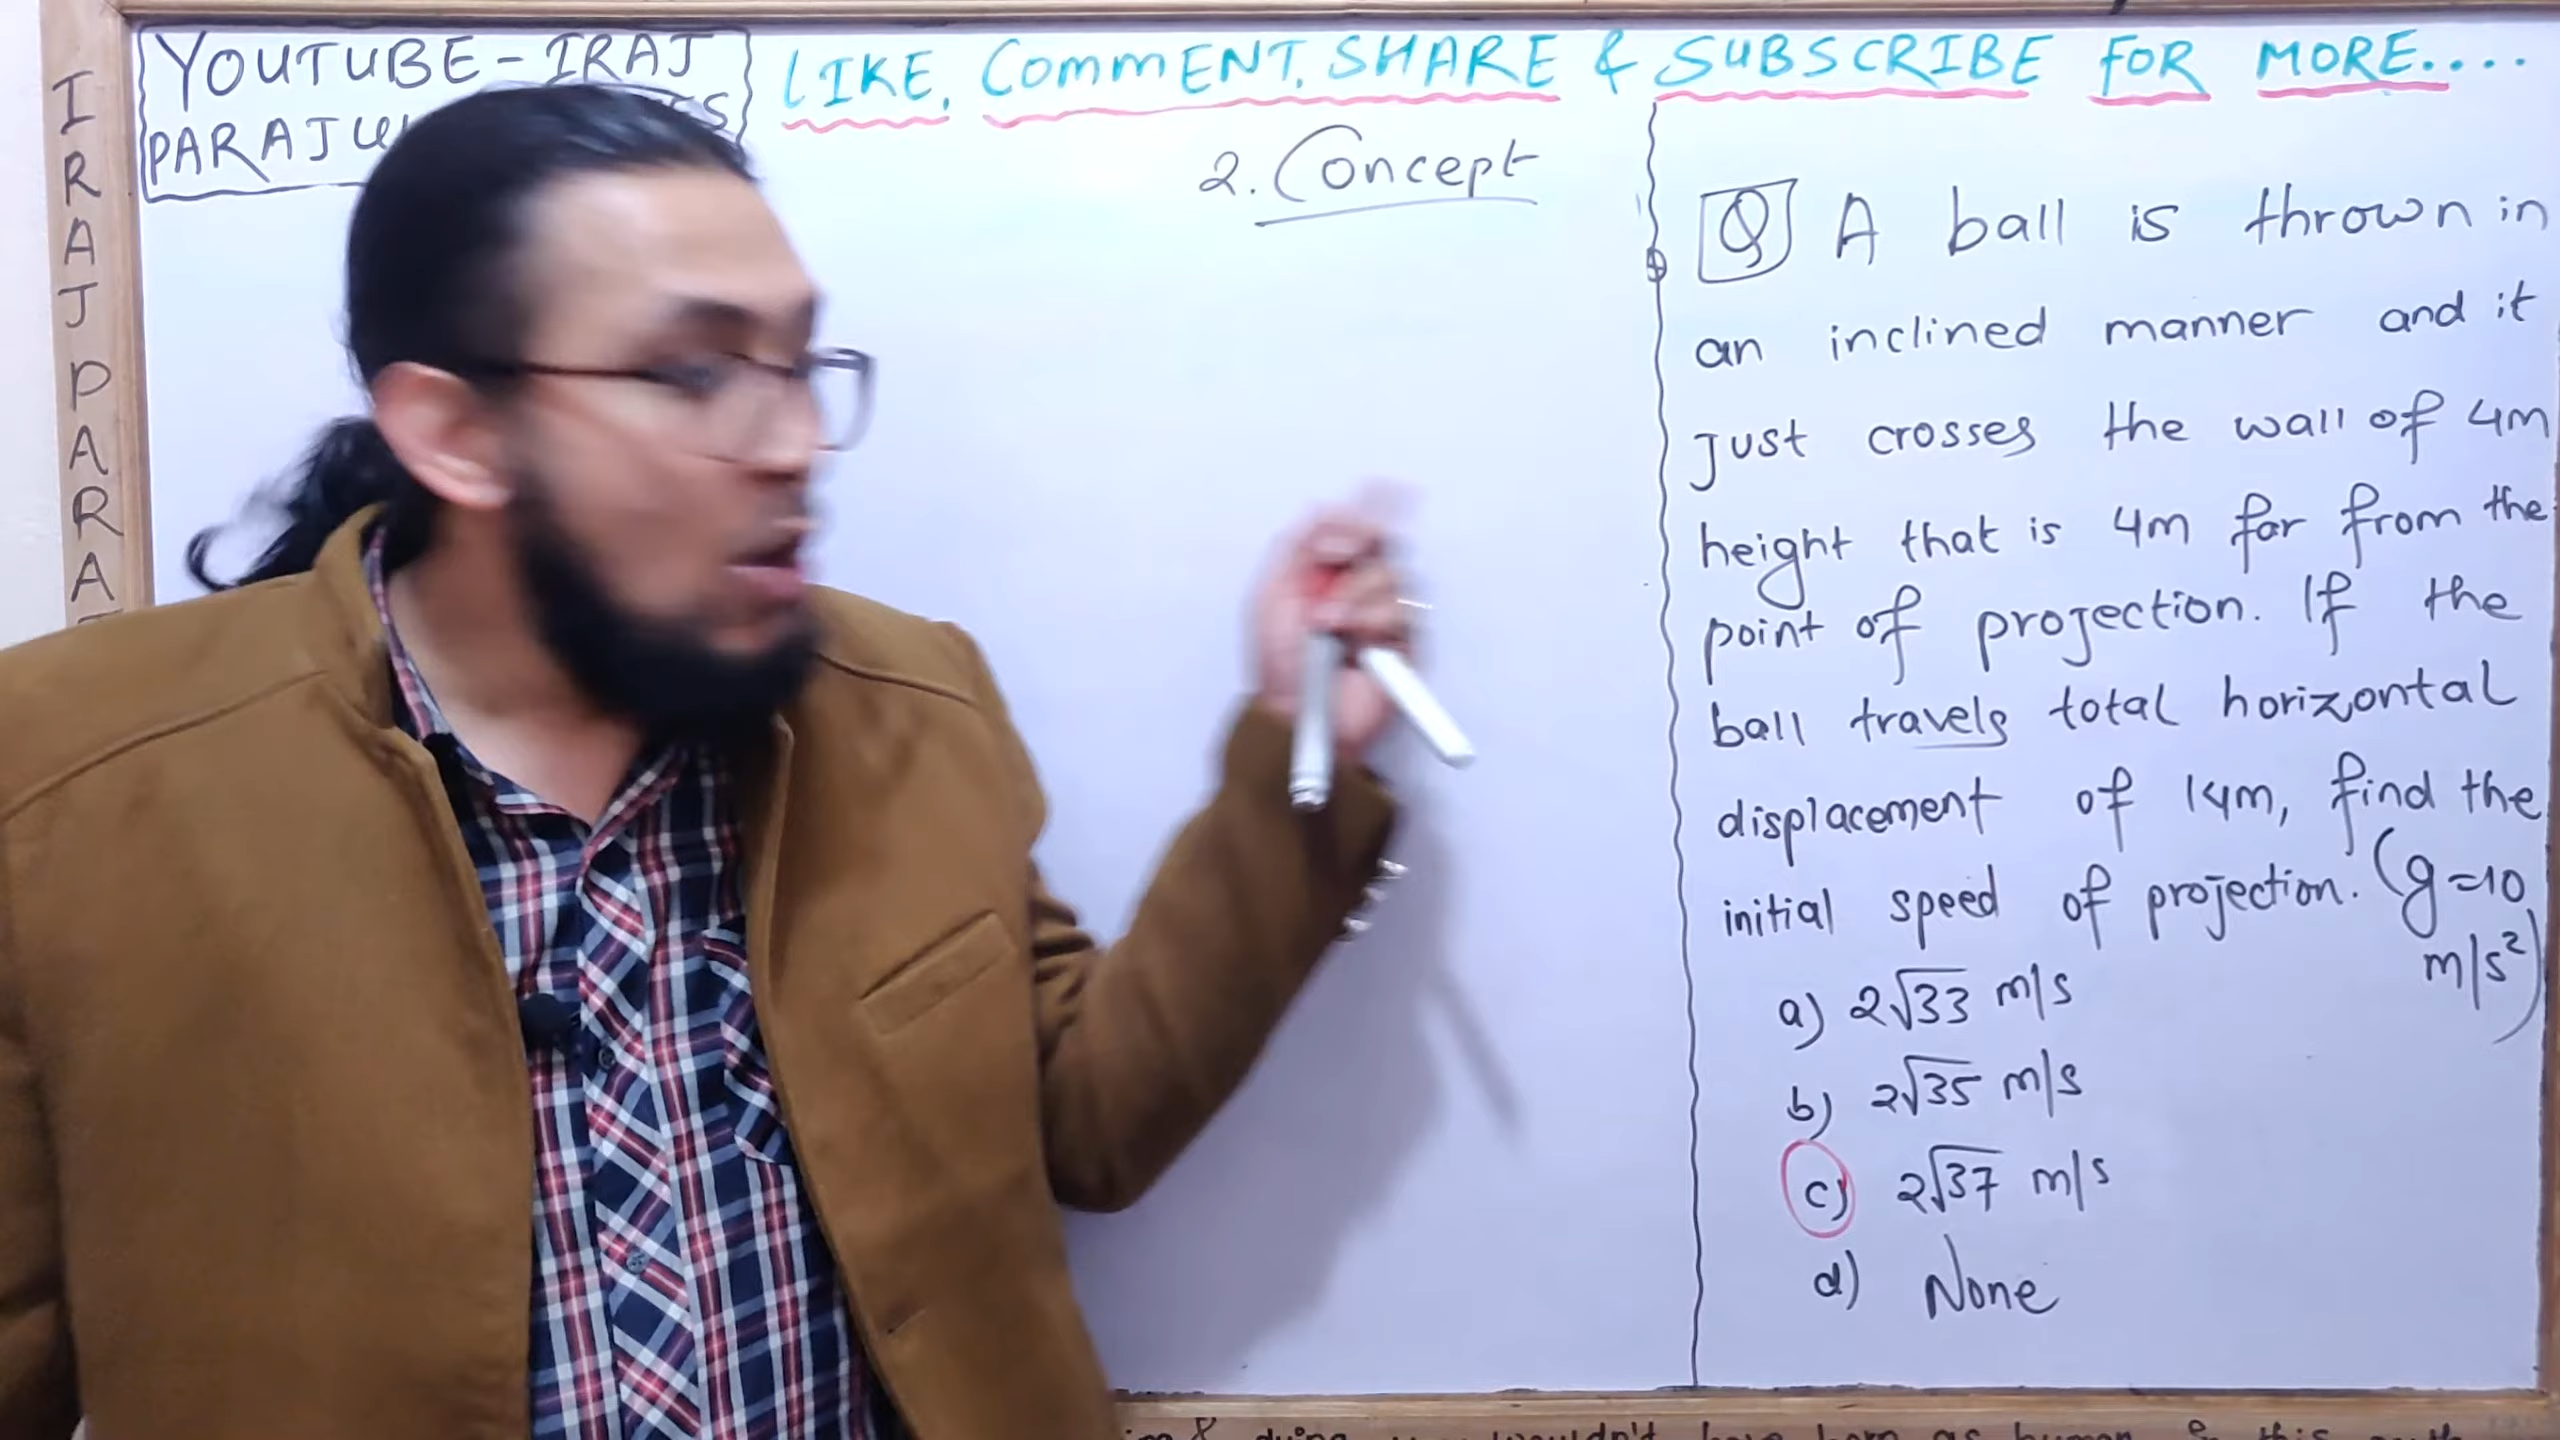 YOUTUBE - IRAJ
LIKE, COMMENT, SHARE & SUBSCRIBE FOR MORE....
2. Concept
IRAJ PARA
Q A ball is thrown in
an inclined manner and it
just crosses the wall of 4m
height that is 4m far from the
point of projection. If the
ball travels total horizontal
displacement of 14m, find the
initial speed of projection. (g=10
m/s²)
a) 2√33 m/s
b) 2√35 m/s
c) 2√37 m/s
d) None